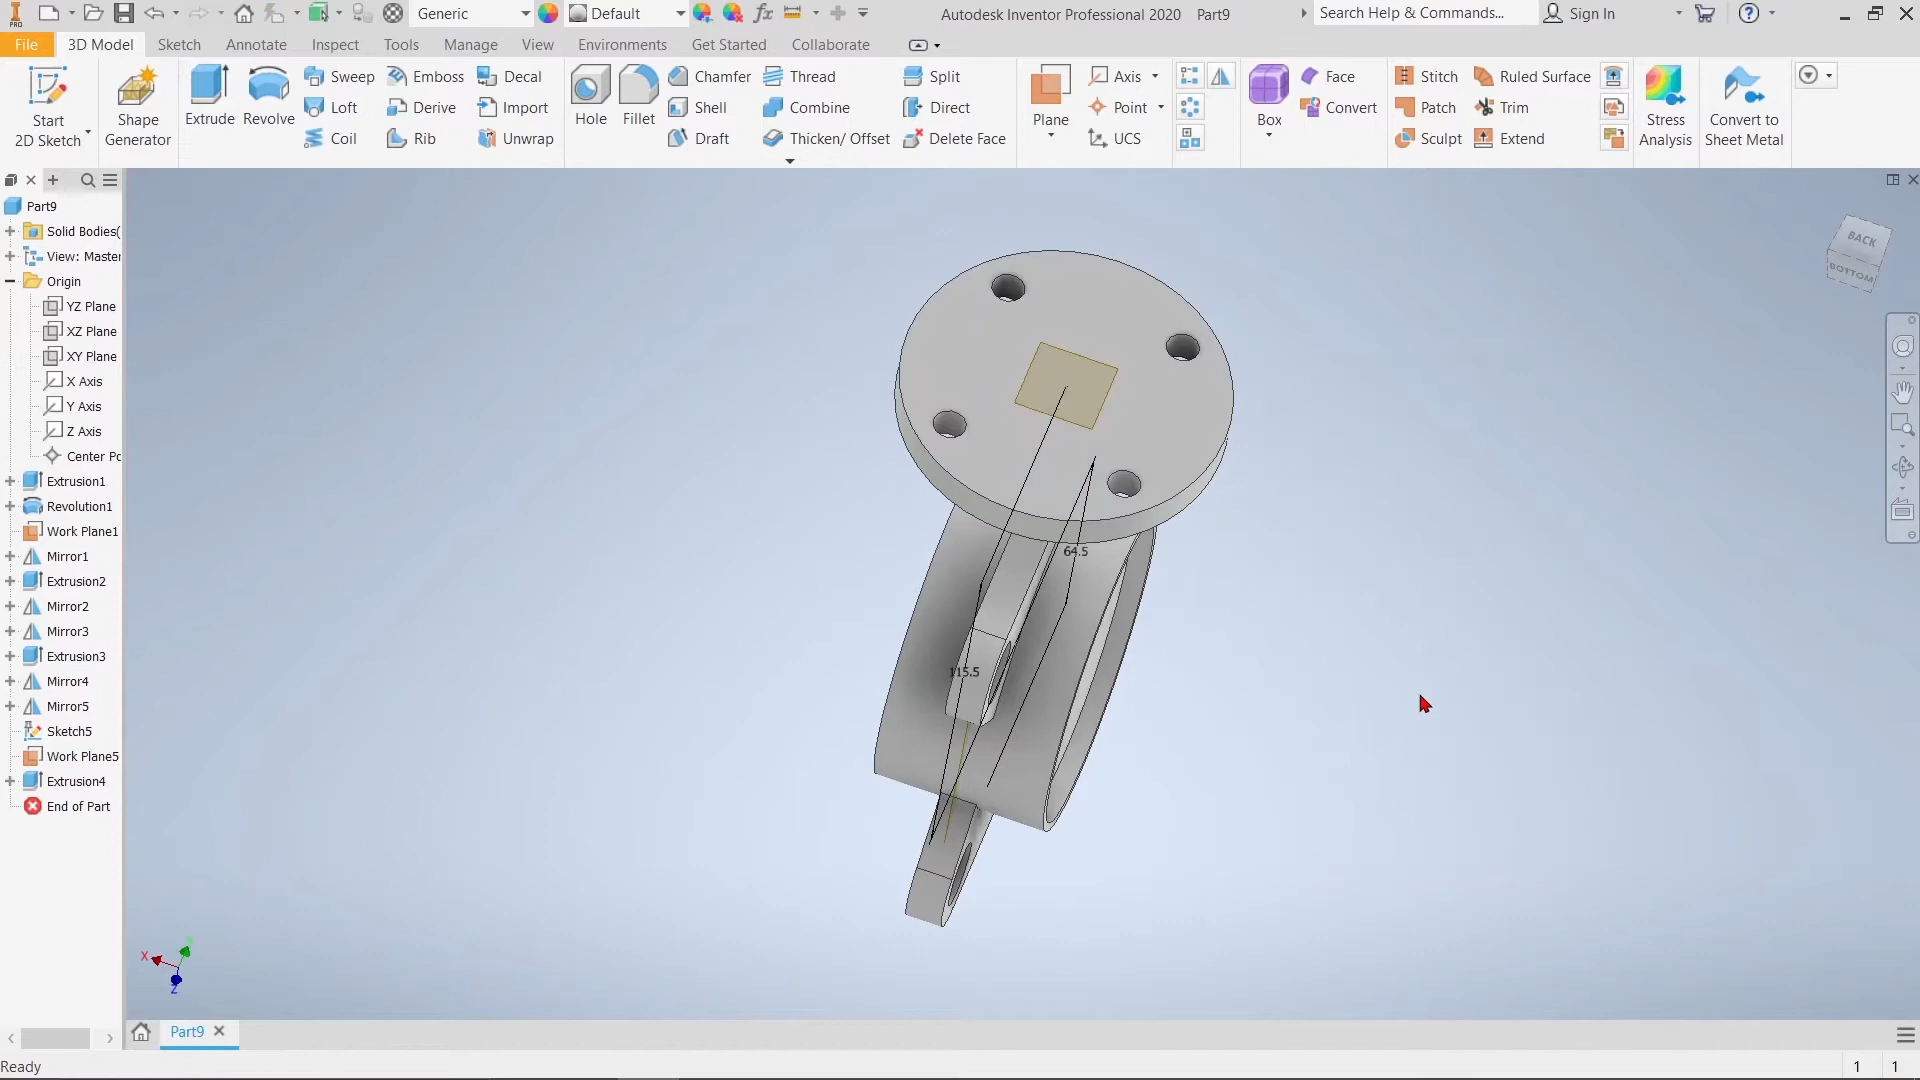 PRO
Generic
Default
fx
Autodesk Inventor Professional 2020 Part9
Search Help & Commands...
Sign In
File
3D Model
Sketch
Annotate
Inspect
Tools
Manage
View
Environments
Get Started
Collaborate
Start
2D Sketch
Shape
Generator
Extrude
Revolve
Sweep
Loft
Coil
Emboss
Derive
Rib
Decal
Import
Unwrap
Hole
Fillet
Chamfer
Shell
Draft
Thread
Combine
Thicken/ Offset
Split
Direct
Delete Face
Plane
Axis
Point
UCS
Box
Face
Convert
Stitch
Patch
Sculpt
Ruled Surface
Trim
Extend
Stress
Analysis
Convert to
Sheet Metal
Part9
Solid Bodies(
View: Master
Origin
YZ Plane
XZ Plane
XY Plane
X Axis
Y Axis
Z Axis
Center Po
Extrusion1
Revolution1
Work Plane1
Mirror1
Extrusion2
Mirror2
Mirror3
Extrusion3
Mirror4
Mirror5
Sketch5
Work Plane5
Extrusion4
End of Part
BACK
BOTTOM
64.5
115.5
X
Z
Part9
Ready
1 1